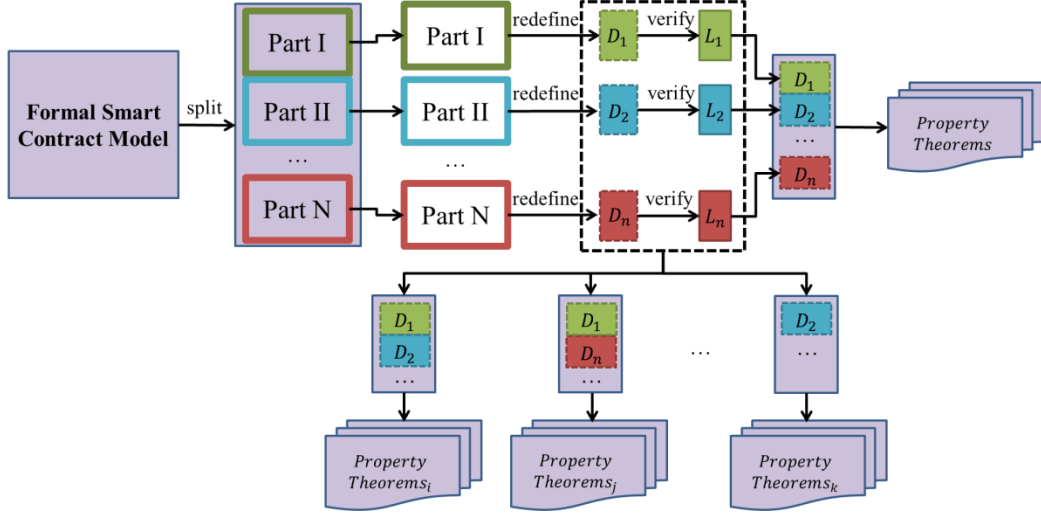 Formal Smart
Contract Model
split
Part I
Part II
...
Part N
Part I
Part II
...
Part N
redefine
redefine
redefine
D₁
verify
L₁
D₂
verify
L₂
Dₙ
verify
Lₙ
D₁
D₂
...
Dₙ
Property
Theorems
D₁
D₂
...
D₁
Dₙ
...
...
D₂
...
Property
Theoremsᵢ
Property
Theoremsⱼ
Property
Theoremsₖ